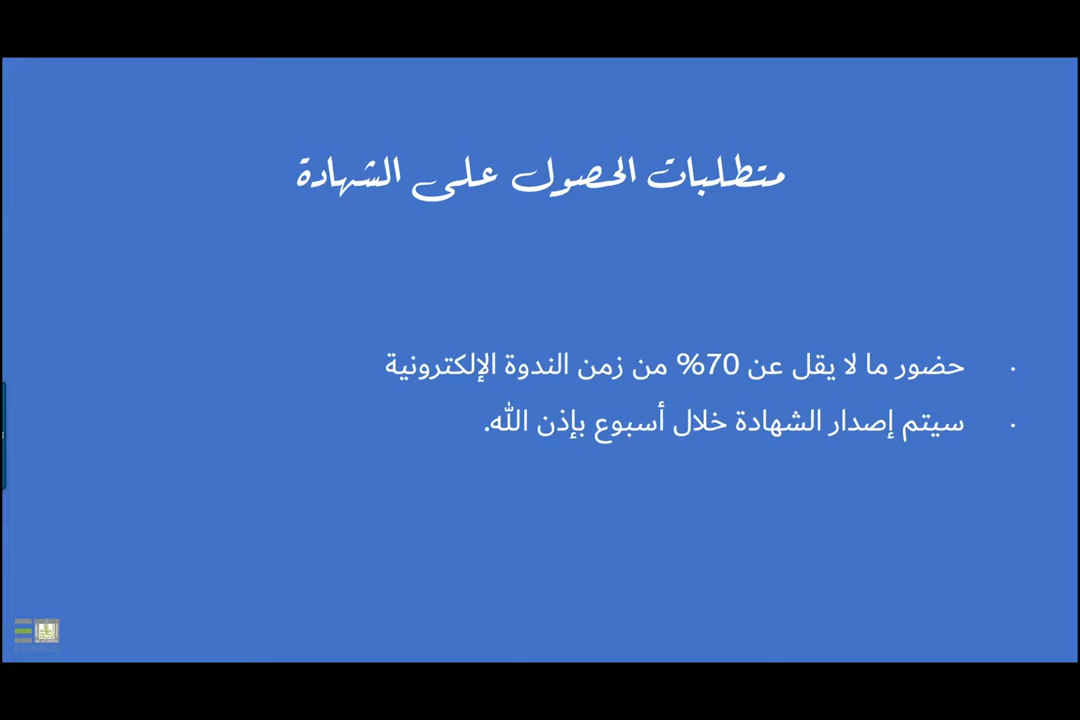 متطلبات الحصول على الشهادة
· حضور ما لا يقل عن 70% من زمن الندوة الإلكترونية
· سيتم إصدار الشهادة خلال أسبوع بإذن الله.